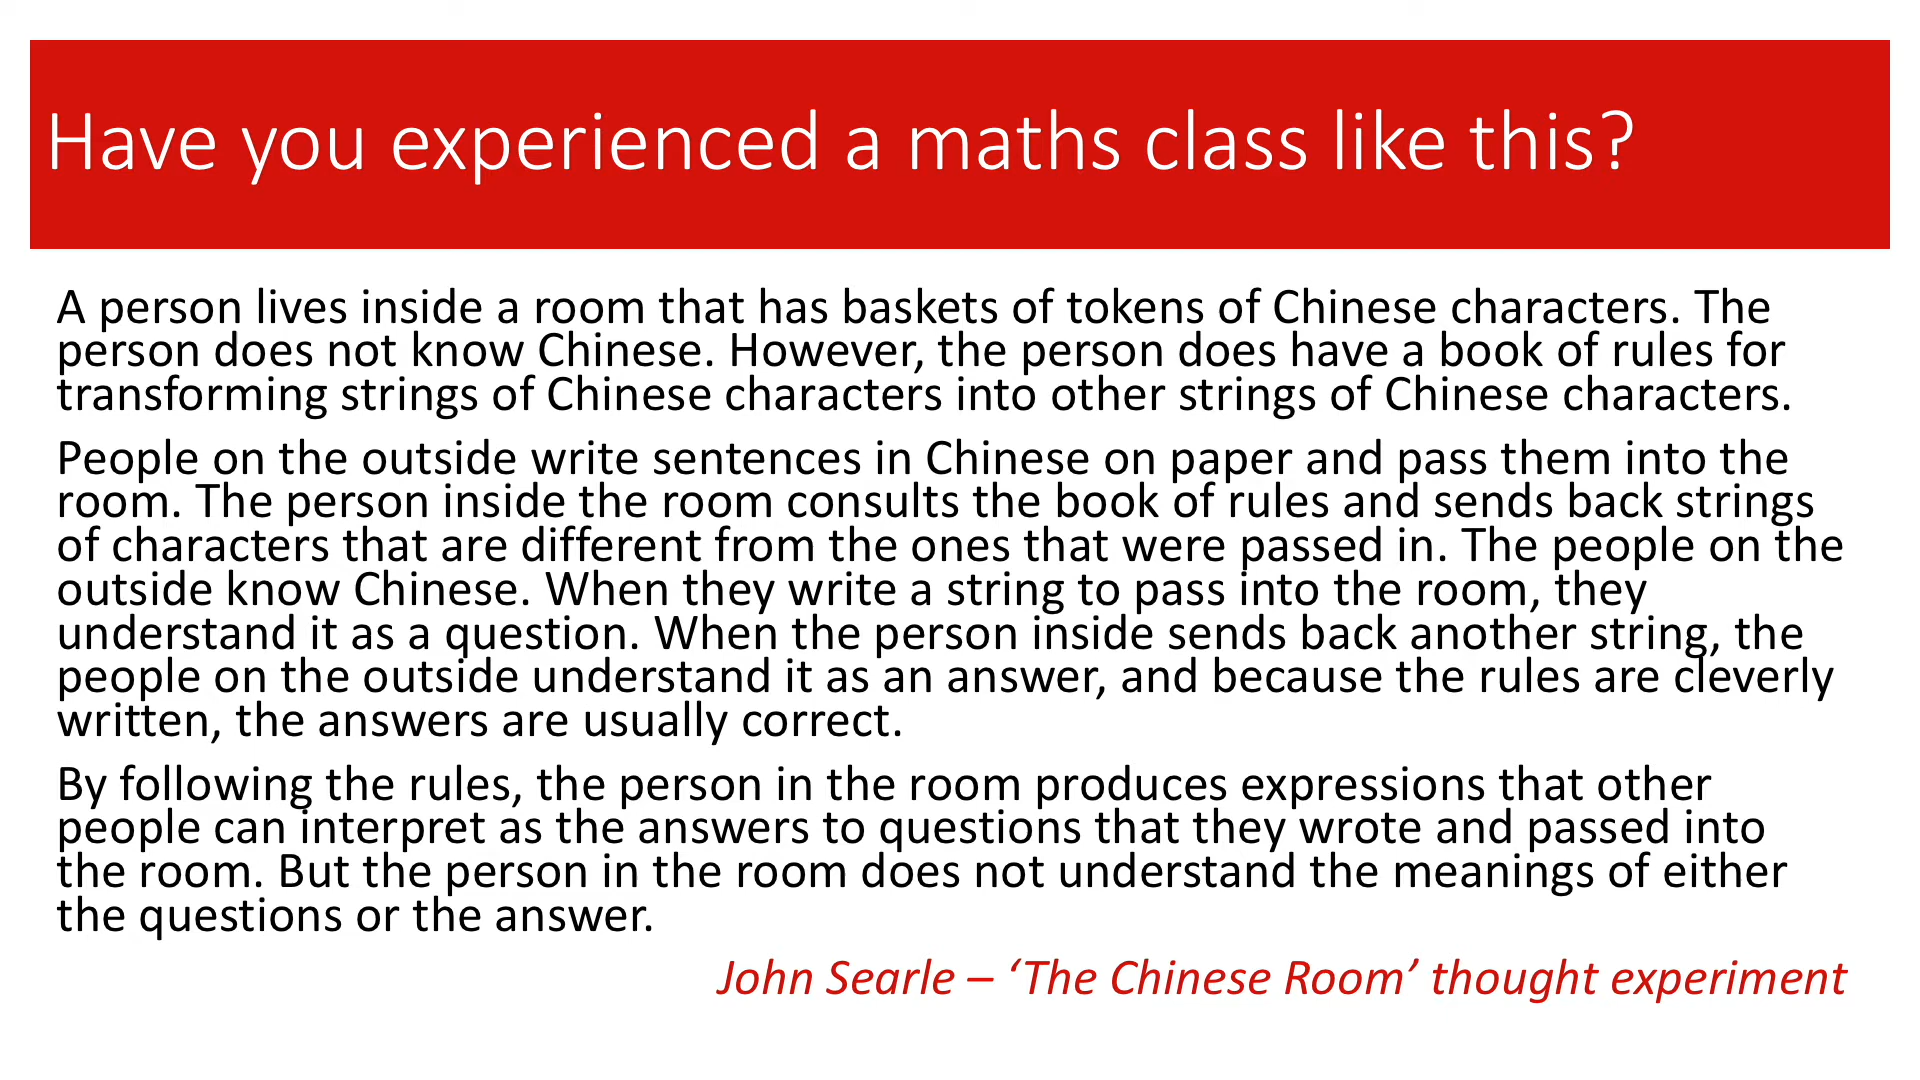 Have you experienced a maths class like this?
A person lives inside a room that has baskets of tokens of Chinese characters. The
person does not know Chinese. However, the person does have a book of rules for
transforming strings of Chinese characters into other strings of Chinese characters.
People on the outside write sentences in Chinese on paper and pass them into the
room. The person inside the room consults the book of rules and sends back strings
of characters that are different from the ones that were passed in. The people on the
outside know Chinese. When they write a string to pass into the room, they
understand it as a question. When the person inside sends back another string, the
people on the outside understand it as an answer, and because the rules are cleverly
written, the answers are usually correct.
By following the rules, the person in the room produces expressions that other
people can interpret as the answers to questions that they wrote and passed into
the room. But the person in the room does not understand the meanings of either
the questions or the answer.
John Searle – ‘The Chinese Room’ thought experiment